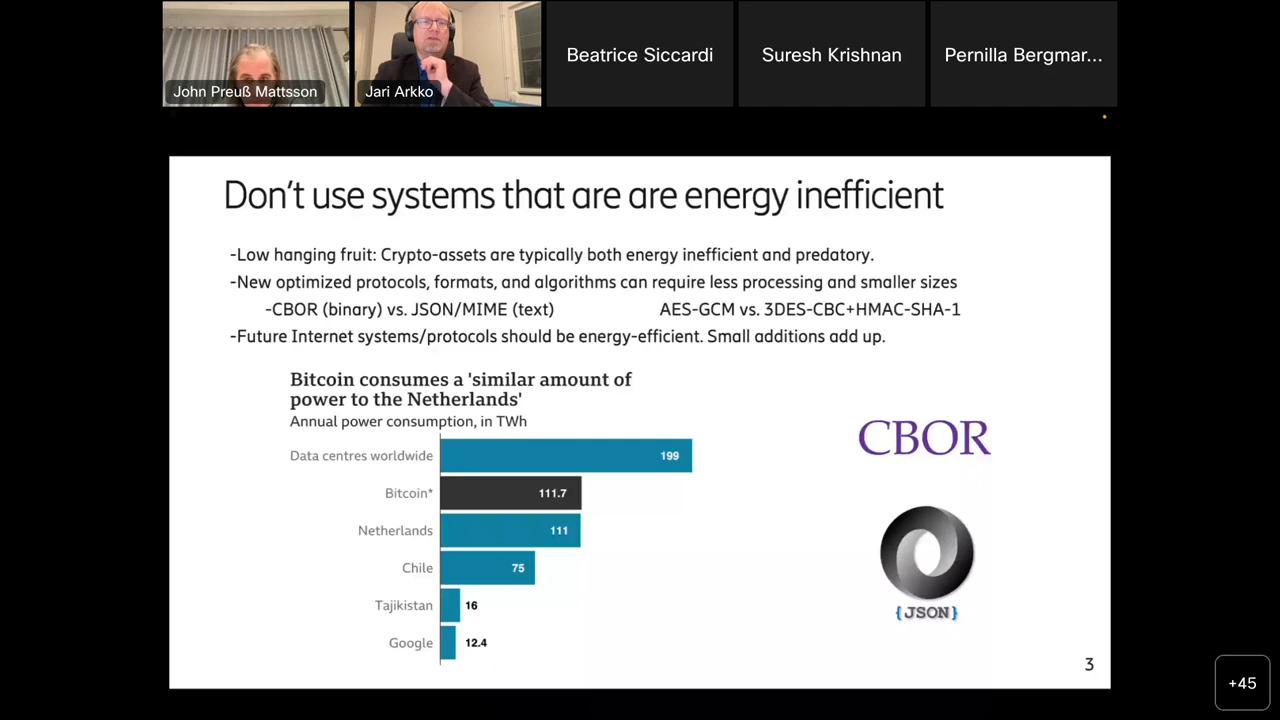 John Preuß Mattsson
Jari Arkko
Beatrice Siccardi
Suresh Krishnan
Pernilla Bergmar...
Don't use systems that are are energy inefficient
-Low hanging fruit: Crypto-assets are typically both energy inefficient and predatory.
-New optimized protocols, formats, and algorithms can require less processing and smaller sizes
-CBOR (binary) vs. JSON/MIME (text) AES-GCM vs. 3DES-CBC+HMAC-SHA-1
-Future Internet systems/protocols should be energy-efficient. Small additions add up.
Bitcoin consumes a 'similar amount of
power to the Netherlands'
Annual power consumption, in TWh
Data centres worldwide 199
Bitcoin* 111.7
Netherlands 111
Chile 75
Tajikistan 16
Google 12.4
CBOR
{JSON}
3
+45